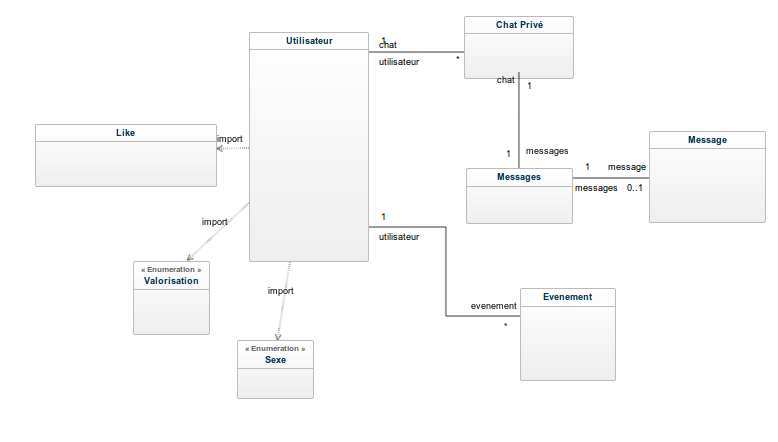 Utilisateur
Chat Privé
1
chat
utilisateur
*
chat
1
Like
import
1
messages
Message
Messages
1
message
messages
0..1
import
1
utilisateur
« Enumeration »
Valorisation
import
evenement
*
Evenement
« Enumeration »
Sexe